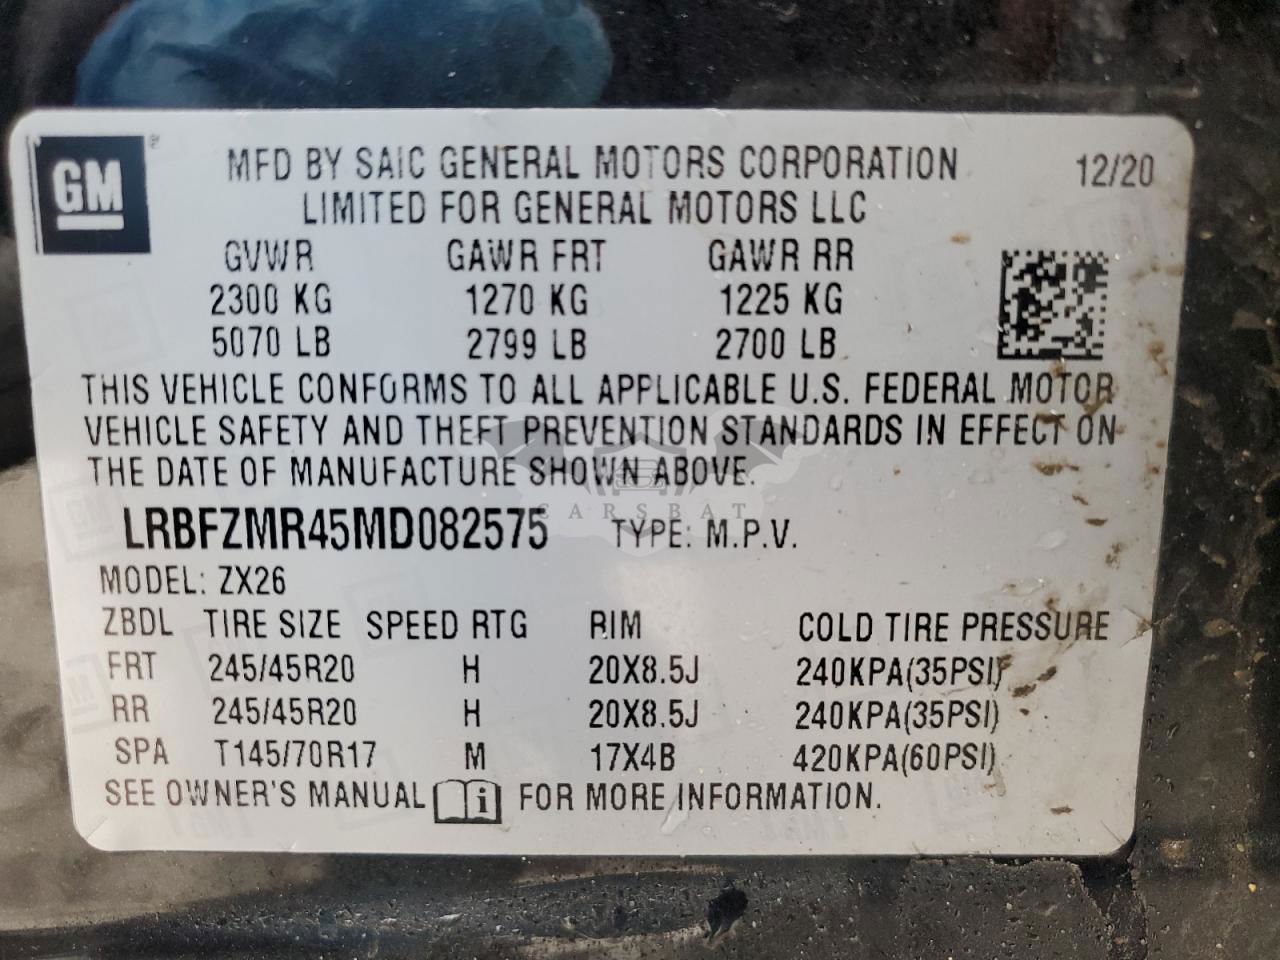 GM ®
MFD BY SAIC GENERAL MOTORS CORPORATION 12/20
LIMITED FOR GENERAL MOTORS LLC
GVWR GAWR FRT GAWR RR
2300 KG 1270 KG 1225 KG
5070 LB 2799 LB 2700 LB
THIS VEHICLE CONFORMS TO ALL APPLICABLE U.S. FEDERAL MOTOR
VEHICLE SAFETY AND THEFT PREVENTION STANDARDS IN EFFECT ON
THE DATE OF MANUFACTURE SHOWN ABOVE.
CARSBAT
LRBFZMR45MD082575 TYPE: M.P.V.
MODEL: ZX26
ZBDL TIRE SIZE SPEED RTG RIM COLD TIRE PRESSURE
FRT 245/45R20 H 20X8.5J 240KPA(35PSI)
RR 245/45R20 H 20X8.5J 240KPA(35PSI)
SPA T145/70R17 M 17X4B 420KPA(60PSI)
SEE OWNER'S MANUAL i FOR MORE INFORMATION.